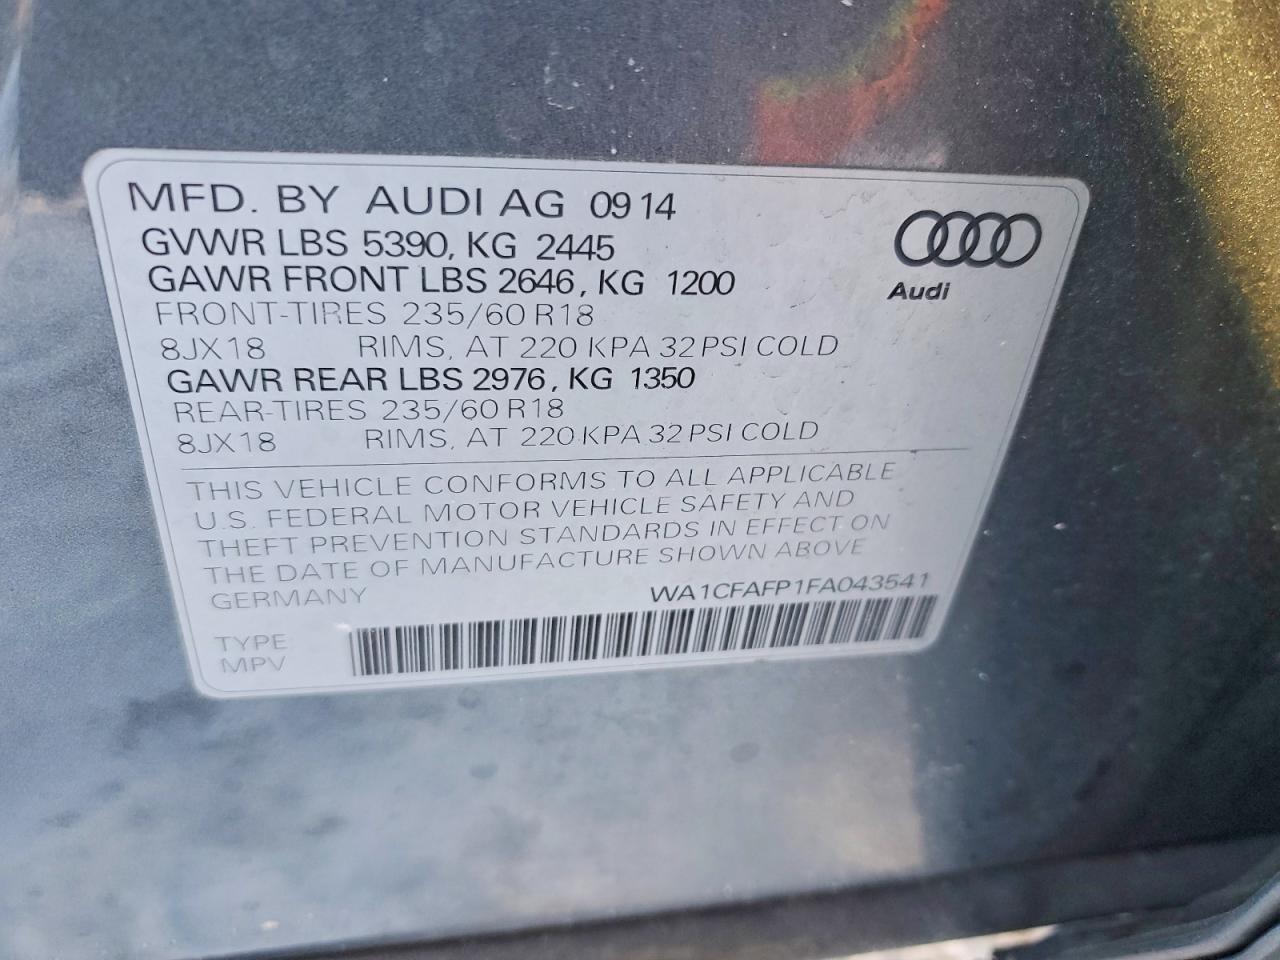 MFD. BY AUDI AG 09 14
GVWR LBS 5390, KG 2445
GAWR FRONT LBS 2646, KG 1200
FRONT-TIRES 235/60 R18
8JX18 RIMS, AT 220 KPA 32 PSI COLD
GAWR REAR LBS 2976, KG 1350
REAR-TIRES 235/60 R18
8JX18 RIMS, AT 220 KPA 32 PSI COLD
Audi
THIS VEHICLE CONFORMS TO ALL APPLICABLE
U.S. FEDERAL MOTOR VEHICLE SAFETY AND
THEFT PREVENTION STANDARDS IN EFFECT ON
THE DATE OF MANUFACTURE SHOWN ABOVE
GERMANY WA1CFAFP1FA043541
TYPE
MPV